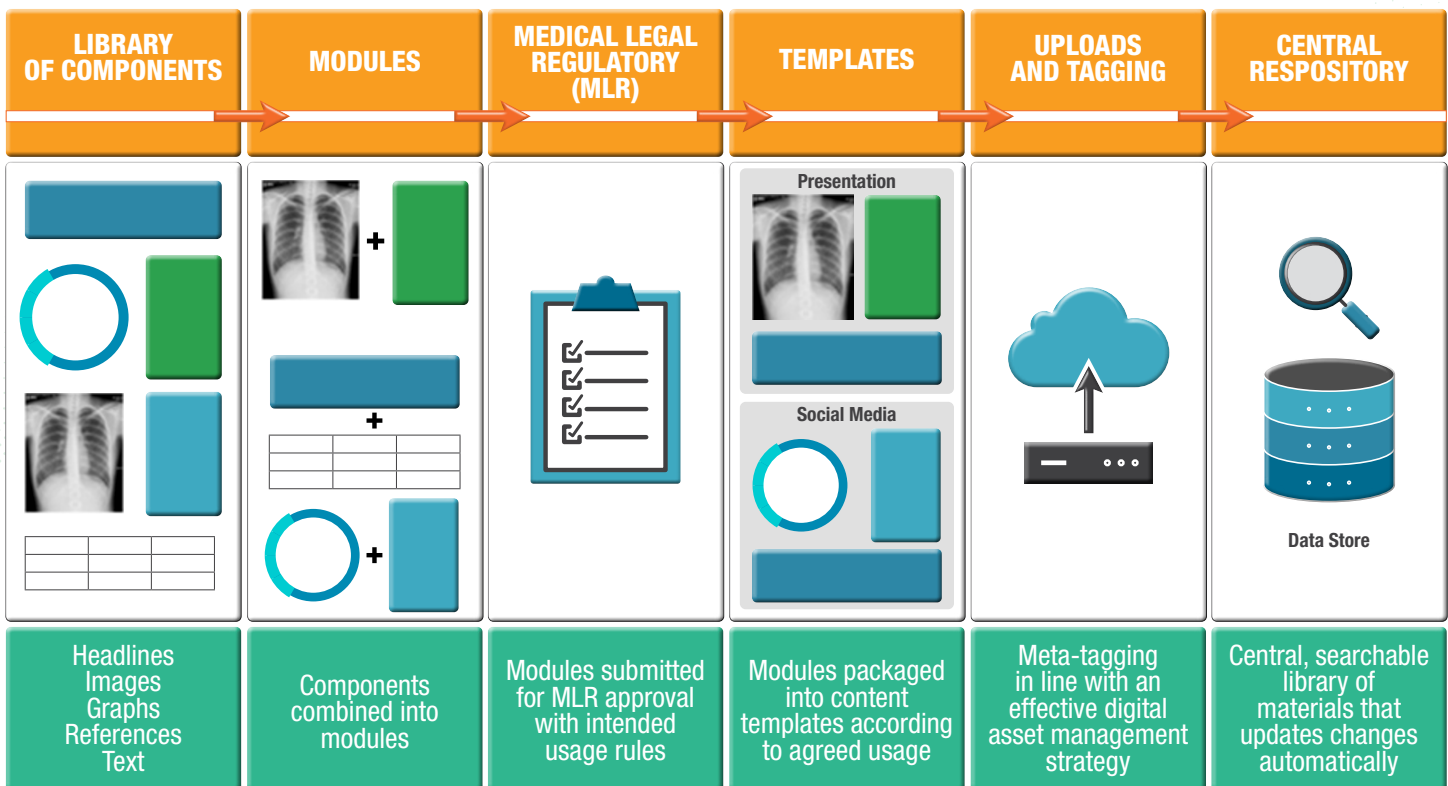 LIBRARY
OF COMPONENTS
MODULES
MEDICAL LEGAL
REGULATORY
(MLR)
TEMPLATES
UPLOADS
AND TAGGING
CENTRAL
RESPOSITORY
Presentation
Social Media
Data Store
Headlines
Images
Graphs
References
Text
Components
combined into
modules
Modules submitted
for MLR approval
with intended
usage rules
Modules packaged
into content
templates according
to agreed usage
Meta-tagging
in line with an
effective digital
asset management
strategy
Central, searchable
library of
materials that
updates changes
automatically